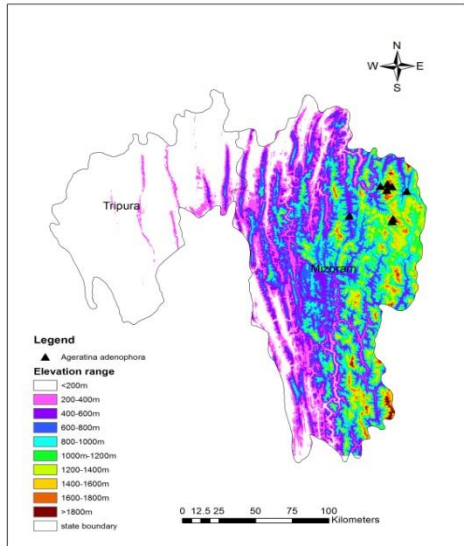 N
W E
S
Tripura
Mizoram
Legend
Ageratina adenophora
Elevation range
<200m
200-400m
400-600m
600-800m
800-1000m
1000m-1200m
1200-1400m
1400-1600m
1600-1800m
>1800m
state boundary
0 12.5 25 50 75 100
Kilometers